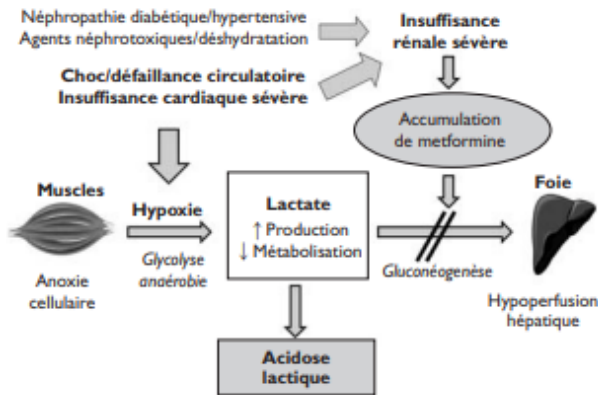 Néphropathie diabétique/hypertensive
Agents néphrotoxiques/déshydratation
Insuffisance
rénale sévère
Choc/défaillance circulatoire
Insuffisance cardiaque sévère
Accumulation
de metformine
Muscles
Hypoxie
Lactate
↑ Production
↓ Métabolisation
Foie
Glycolyse
anaérobie
Gluconéogenèse
Anoxie
cellulaire
Hypoperfusion
hépatique
Acidose
lactique